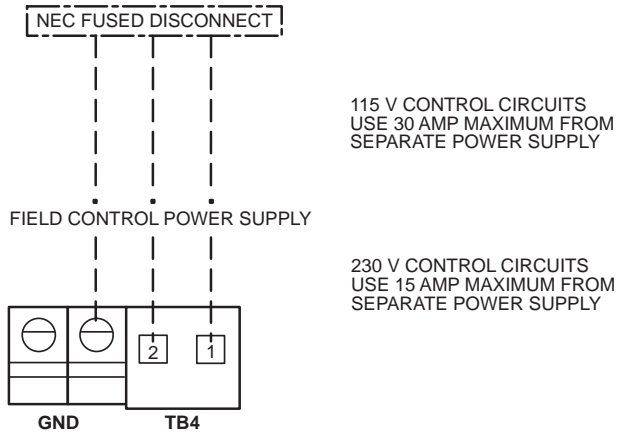 NEC FUSED DISCONNECT
115 V CONTROL CIRCUITS
USE 30 AMP MAXIMUM FROM
SEPARATE POWER SUPPLY
FIELD CONTROL POWER SUPPLY
230 V CONTROL CIRCUITS
USE 15 AMP MAXIMUM FROM
SEPARATE POWER SUPPLY
2 1
GND TB4